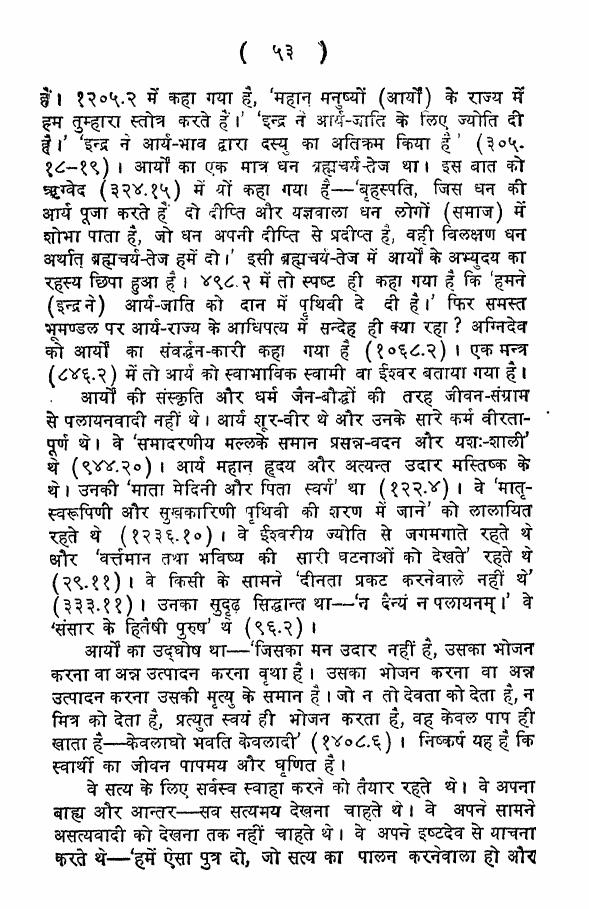 ( ५३ )
हैं। १२०५.२ में कहा गया है, 'महान् मनुष्यों (आर्यों) के राज्य में
हम तुम्हारा स्तोत्र करते हैं।' 'इन्द्र ने आर्य-जाति के लिए ज्योति दी
है।' 'इन्द्र ने आर्य-भाव द्वारा दस्यु का अतिक्रम किया है' (३०५.
१८–१९)। आर्यों का एक मात्र धन ब्रह्मचर्य-तेज था। इस बात को
ऋग्वेद (३२४.१५) में यों कहा गया है—'बृहस्पति, जिस धन की
आर्य पूजा करते हैं' दो दीप्ति और यज्ञवाला धन लोगों (समाज) में
शोभा पाता है, जो धन अपनी दीप्ति से प्रदीप्त है, वही विलक्षण धन
अर्थात् ब्रह्मचर्य-तेज हमें दो।' इसी ब्रह्मचर्य-तेज में आर्यों के अभ्युदय का
रहस्य छिपा हुआ है। ४९८.२ में तो स्पष्ट ही कहा गया है कि 'हमने
(इन्द्र ने) आर्य-जाति को दान में पृथिवी दे दी है।' फिर समस्त
भूमण्डल पर आर्य-राज्य के आधिपत्य में सन्देह ही क्या रहा? अग्निदेव
को आर्यों का संवर्द्धन-कारी कहा गया है (१०६८.२)। एक मन्त्र
(८४६.२) में तो आर्य को स्वाभाविक स्वामी वा ईश्वर बताया गया है।
आर्यों की संस्कृति और धर्म जैन-बौद्धों की तरह जीवन-संग्राम
से पलायनवादी नहीं थे। आर्य शूर-वीर थे और उनके सारे कर्म वीरता-
पूर्ण थे। वे 'समादरणीय मल्लके समान प्रसन्न-वदन और यशः-शाली'
थे (९४४.२०)। आर्य महान् हृदय और अत्यन्त उदार मस्तिष्क के
थे। उनकी 'माता मेदिनी और पिता स्वर्ग' था (१२२.४)। वे 'मातृ-
स्वरूपिणी और सुखकारिणी पृथिवी की शरण में जाने' को लालायित
रहते थे (१२३६.१०)। वे ईश्वरीय ज्योति से जगमगाते रहते थे
और 'वर्त्तमान तथा भविष्य की सारी घटनाओं को देखते' रहते थे
(२९.११)। वे किसी के सामने 'दीनता प्रकट करनेवाले नहीं थे'
(३३३.११)। उनका सुदृढ़ सिद्धान्त था—'न दैन्यं न पलायनम्।' वे
'संसार के हितैषी पुरुष' थे (९६.२)।
आर्यों का उद्घोष था—'जिसका मन उदार नहीं है, उसका भोजन
करना वा अन्न उत्पादन करना वृथा है। उसका भोजन करना वा अन्न
उत्पादन करना उसकी मृत्यु के समान है। जो न तो देवता को देता है, न
मित्र को देता है, प्रत्युत स्वयं ही भोजन करता है, वह केवल पाप ही
खाता है—केवलाघो भवति केवलादी' (१४०८.६)। निष्कर्ष यह है कि
स्वार्थी का जीवन पापमय और घृणित है।
वे सत्य के लिए सर्वस्व स्वाहा करने को तैयार रहते थे। वे अपना
बाह्य और आन्तर—सब सत्यमय देखना चाहते थे। वे अपने सामने
असत्यवादी को देखना तक नहीं चाहते थे। वे अपने इष्टदेव से याचना
करते थे—'हमें ऐसा पुत्र दो, जो सत्य का पालन करनेवाला हो और